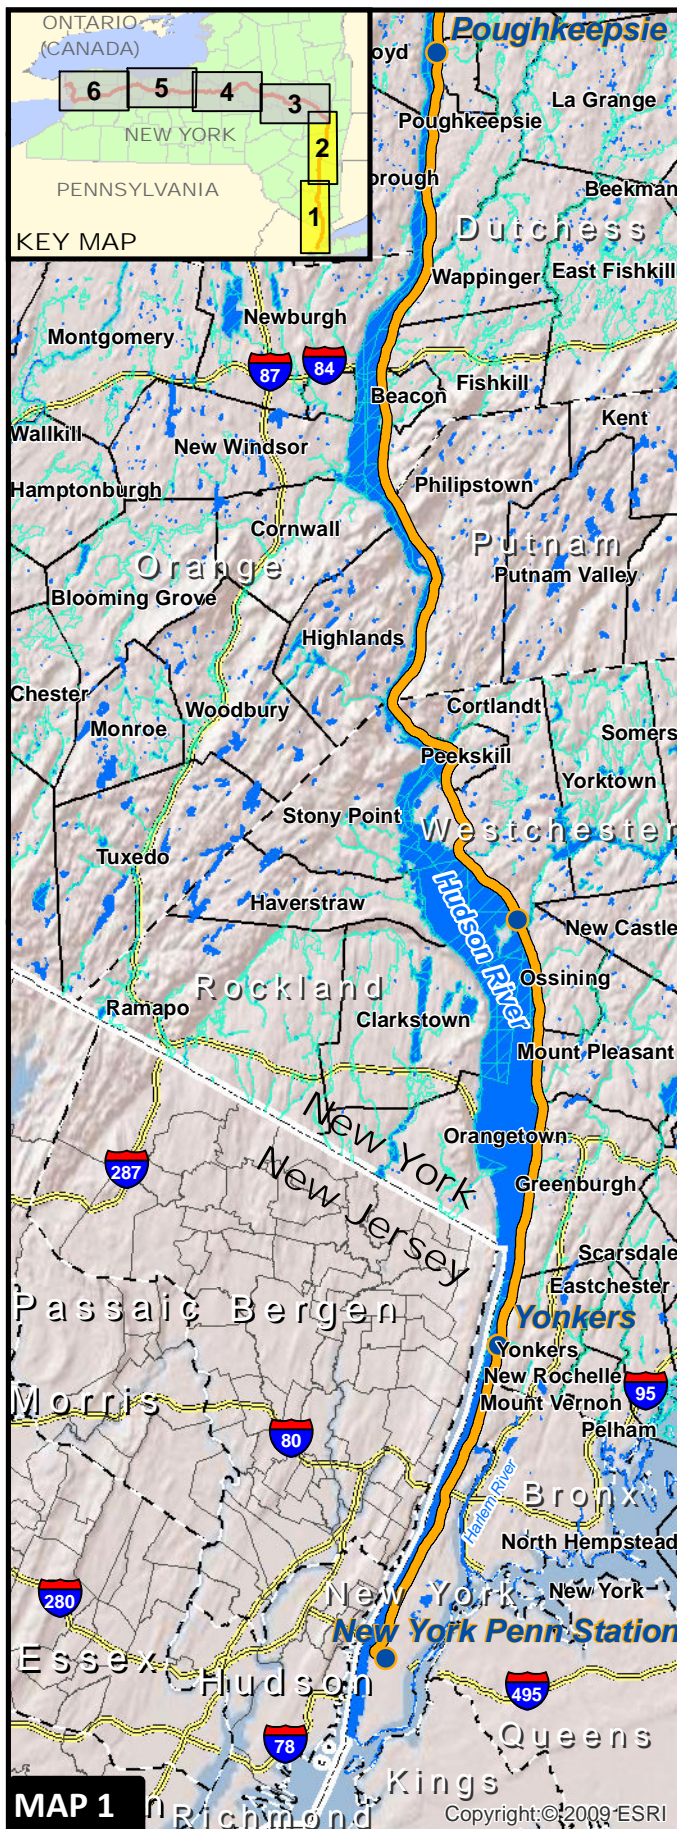 ONTARIO
(CANADA)
6
5
4
3
NEW YORK
2
PENNSYLVANIA
1
KEY MAP
Poughkeepsie
oyd
La Grange
Poughkeepsie
orough
Beekman
Dutchess
Wappinger
East Fishkill
Newburgh
Montgomery
87
84
Fishkill
Beacon
Kent
Wallkill
New Windsor
Hamptonburgh
Philipstown
Cornwall
Putnam
Orange
Putnam Valley
Blooming Grove
Highlands
Chester
Woodbury
Cortlandt
Monroe
Somers
Peekskill
Yorktown
Stony Point
Westchester
Tuxedo
Hudson River
Haverstraw
New Castle
Ossining
Rockland
Ramapo
Clarkstown
Mount Pleasant
New York
Orangetown
287
New Jersey
Greenburgh
Scarsdale
Eastchester
Passaic
Bergen
Yonkers
Yonkers
New Rochelle
95
Morris
Mount Vernon
Pelham
80
Harlem River
Bronx
North Hempstead
280
New York
New York
New York Penn Station
Essex
Hudson
495
78
Queens
Kings
MAP 1
n
Richmond
Copyright:© 2009 ESRI